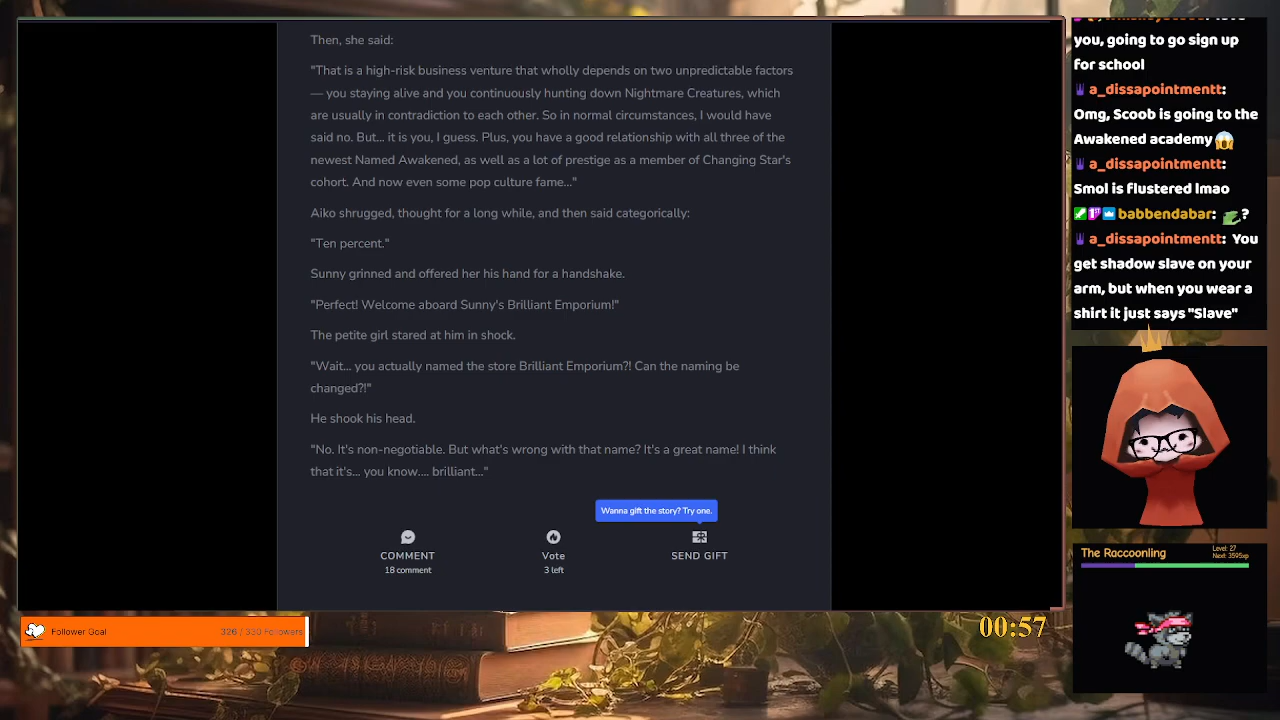 Then, she said:
"That is a high-risk business venture that wholly depends on two unpredictable factors
— you staying alive and you continuously hunting down Nightmare Creatures, which
are usually in contradiction to each other. So in normal circumstances, I would have
said no. But... it is you, I guess. Plus, you have a good relationship with all three of the
newest Named Awakened, as well as a lot of prestige as a member of Changing Star's
cohort. And now even some pop culture fame..."
Aiko shrugged, thought for a long while, and then said categorically:
"Ten percent."
Sunny grinned and offered her his hand for a handshake.
"Perfect! Welcome aboard Sunny's Brilliant Emporium!"
The petite girl stared at him in shock.
"Wait... you actually named the store Brilliant Emporium?! Can the naming be
changed?!"
He shook his head.
"No. It's non-negotiable. But what's wrong with that name? It's a great name! I think
that it's... you know.... brilliant..."
Wanna gift the story? Try one.
COMMENT
18 comment
Vote
3 left
SEND GIFT
you, going to go sign up
for school
a_dissapointmentt:
Omg, Scoob is going to the
Awakened academy
a_dissapointmentt:
Smol is flustered lmao
babbendabar: ?
a_dissapointmentt: You
get shadow slave on your
arm, but when you wear a
shirt it just says "Slave"
The Raccoonling
Level: 27
Next: 3595xp
Follower Goal
326 / 330 Followers
00:57